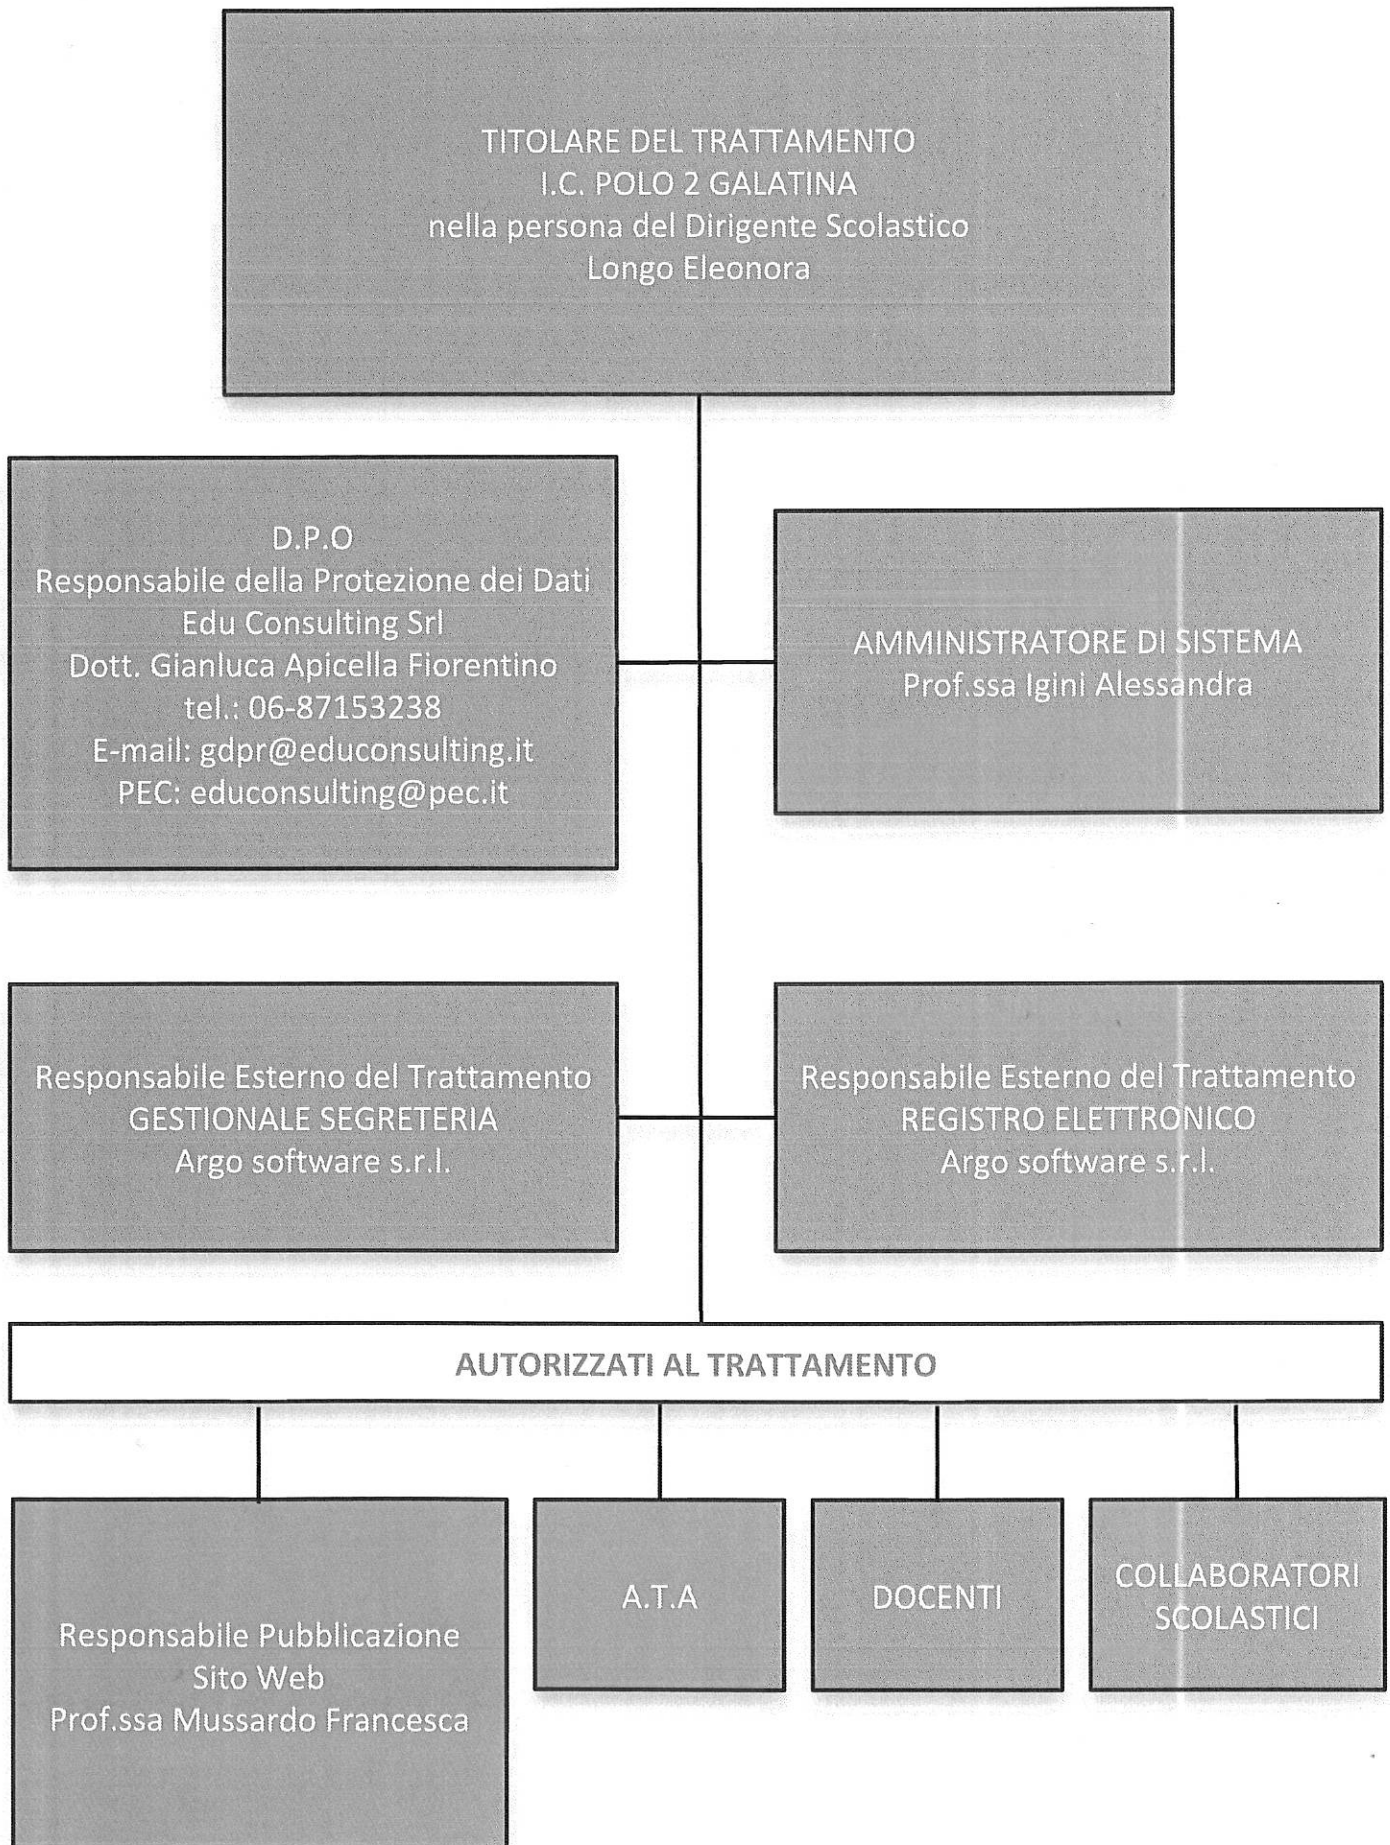 TITOLARE DEL TRATTAMENTO
I.C. POLO 2 GALATINA
nella persona del Dirigente Scolastico
Longo Eleonora
D.P.O
Responsabile della Protezione dei Dati
Edu Consulting Srl
Dott. Gianluca Apicella Fiorentino
tel.: 06-87153238
E-mail: gdpr@educonsulting.it
PEC: educonsulting@pec.it
AMMINISTRATORE DI SISTEMA
Prof.ssa Igini Alessandra
Responsabile Esterno del Trattamento
GESTIONALE SEGRETERIA
Argo software s.r.l.
Responsabile Esterno del Trattamento
REGISTRO ELETTRONICO
Argo software s.r.l.
AUTORIZZATI AL TRATTAMENTO
Responsabile Pubblicazione
Sito Web
Prof.ssa Mussardo Francesca
A.T.A
DOCENTI
COLLABORATORI
SCOLASTICI